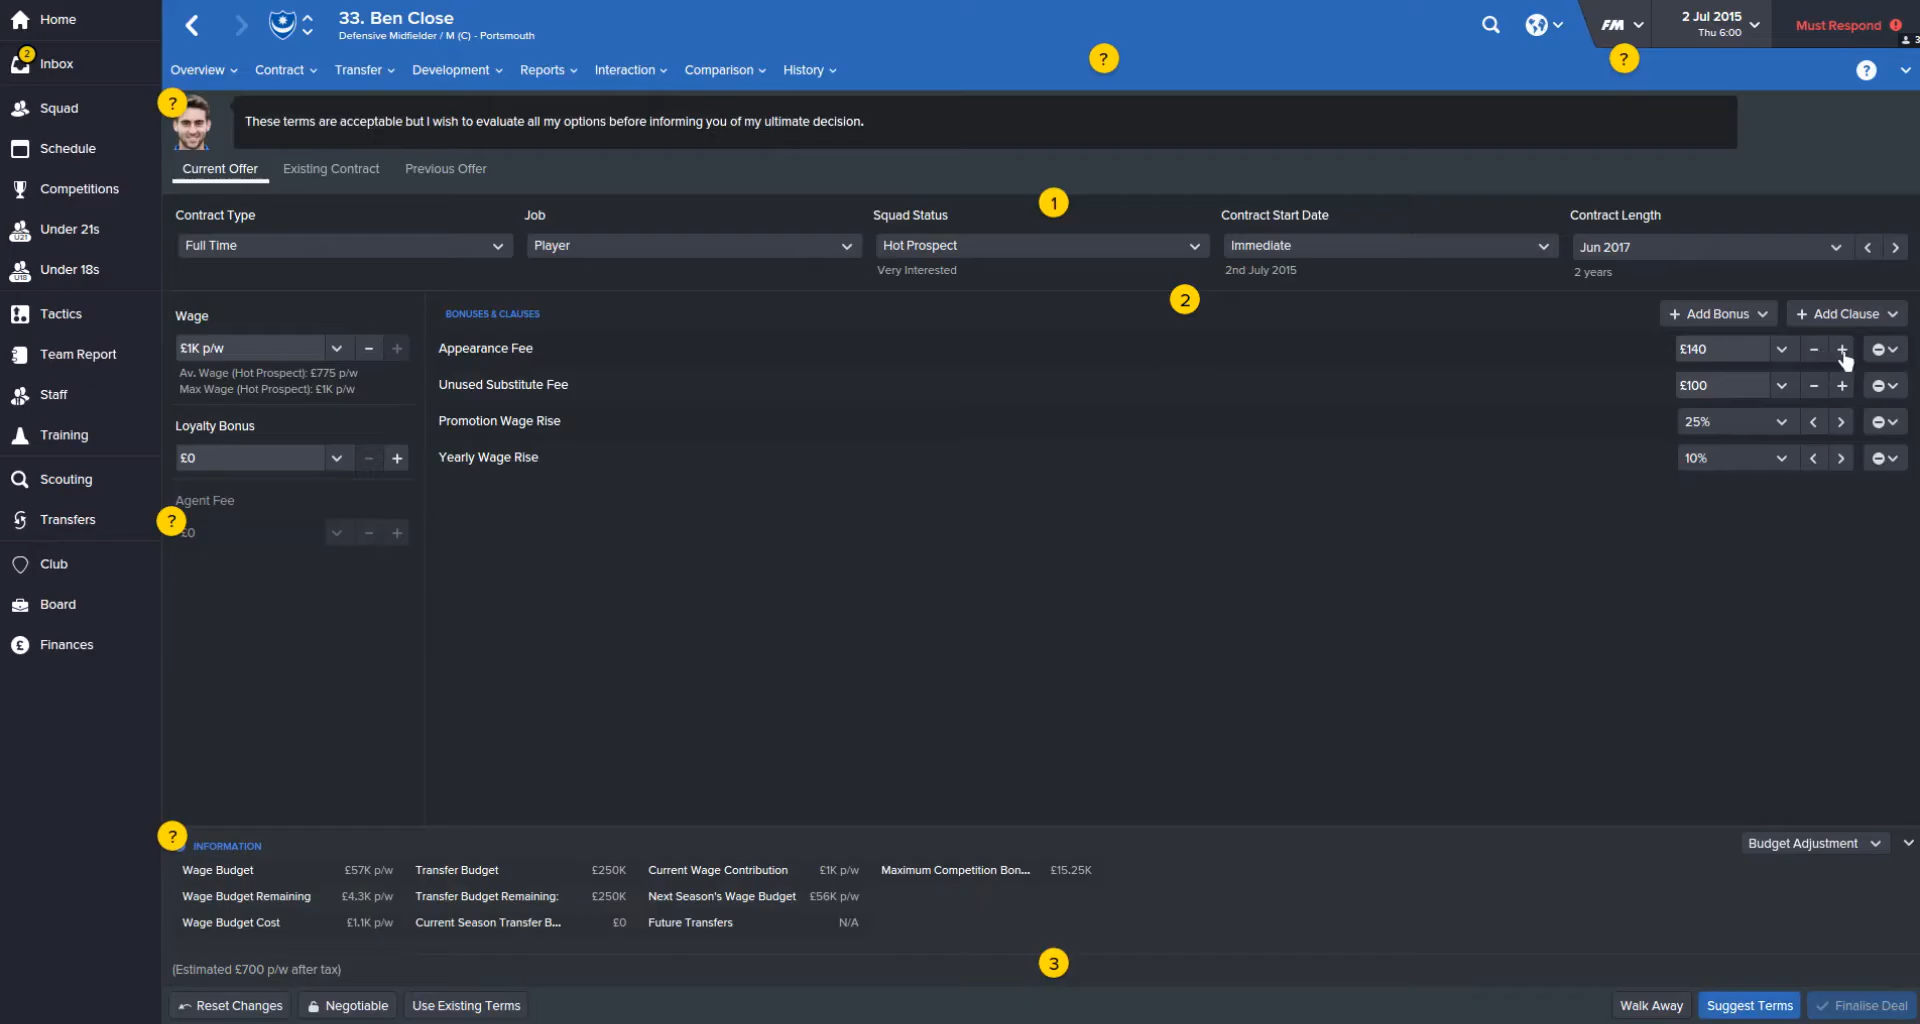 Home
2
Inbox
Squad
Schedule
Competitions
U21
Under 21s
U18
Under 18s
Tactics
Team Report
Staff
Training
Scouting
Transfers
Club
Board
£
Finances
33. Ben Close
Defensive Midfielder / M (C) - Portsmouth
FM
2 Jul 2015
Thu 6:00
Must Respond
3
Overview
Contract
Transfer
Development
Reports
Interaction
Comparison
History
?
?
?
?
These terms are acceptable but I wish to evaluate all my options before informing you of my ultimate decision.
Current Offer
Existing Contract
Previous Offer
1
Contract Type
Job
Squad Status
Contract Start Date
Contract Length
Full Time
Player
Hot Prospect
Immediate
Jun 2017
Very Interested
2nd July 2015
2 years
2
Wage
£1K p/w
Av. Wage (Hot Prospect): £775 p/w
Max Wage (Hot Prospect): £1K p/w
Loyalty Bonus
£0
Agent Fee
?
£0
BONUSES & CLAUSES
+ Add Bonus
+ Add Clause
Appearance Fee
£140
Unused Substitute Fee
£100
Promotion Wage Rise
25%
Yearly Wage Rise
10%
?
INFORMATION
Budget Adjustment
Wage Budget £57K p/w Transfer Budget £250K Current Wage Contribution £1K p/w Maximum Competition Bon... £15.25K
Wage Budget Remaining £4.3K p/w Transfer Budget Remaining: £250K Next Season's Wage Budget £56K p/w
Wage Budget Cost £1.1K p/w Current Season Transfer B... £0 Future Transfers N/A
(Estimated £700 p/w after tax)
3
Reset Changes
Negotiable
Use Existing Terms
Walk Away
Suggest Terms
Finalise Deal